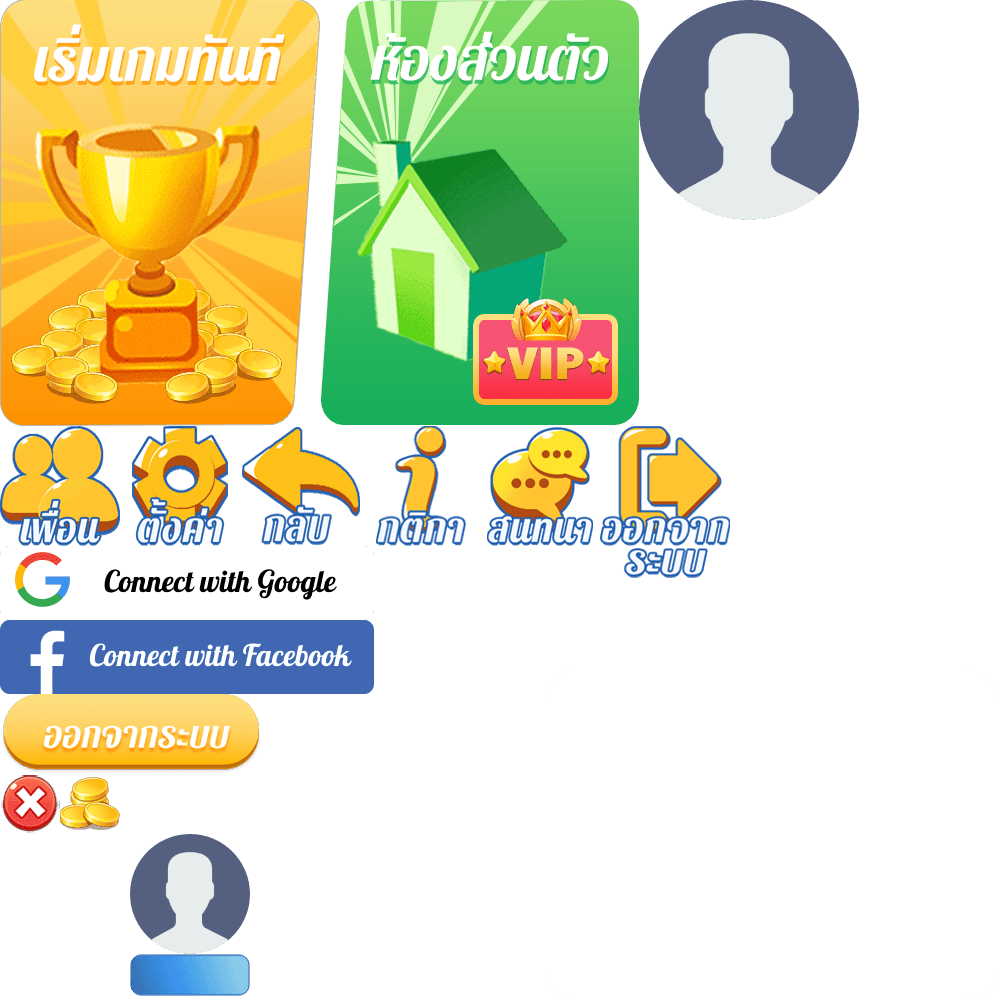 เริ่มเกมทันที
ห้องส่วนตัว
VIP
เพื่อน
ตั้งค่า
กลับ
กติกา
สนทนา
ออกจาก
ระบบ
Connect with Google
Connect with Facebook
ออกจากระบบ